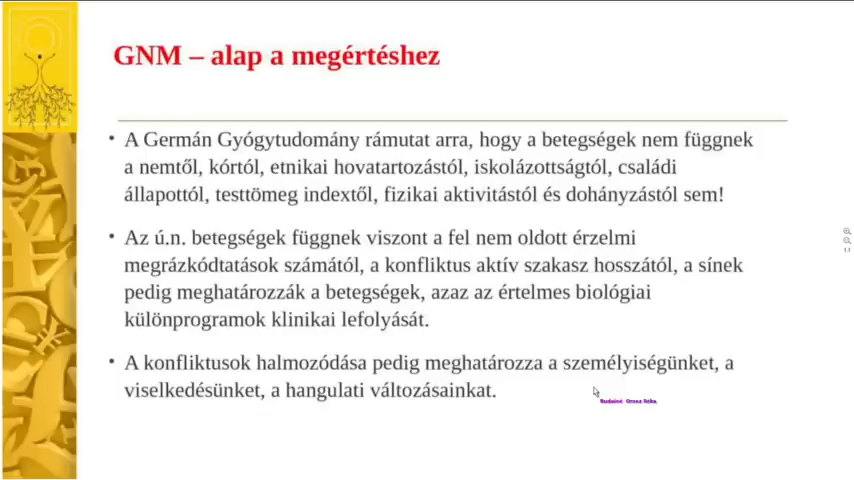 GNM – alap a megértéshez
• A Germán Gyógytudomány rámutat arra, hogy a betegségek nem függnek
a nemtől, kórtól, etnikai hovatartozástól, iskolázottságtól, családi
állapottól, testtömeg indextől, fizikai aktivitástól és dohányzástól sem!
• Az ú.n. betegségek függnek viszont a fel nem oldott érzelmi
megrázkódtatások számától, a konfliktus aktív szakasz hosszától, a sínek
pedig meghatározzák a betegségek, azaz az értelmes biológiai
különprogramok klinikai lefolyását.
• A konfliktusok halmozódása pedig meghatározza a személyiségünket, a
viselkedésünket, a hangulati változásainkat.